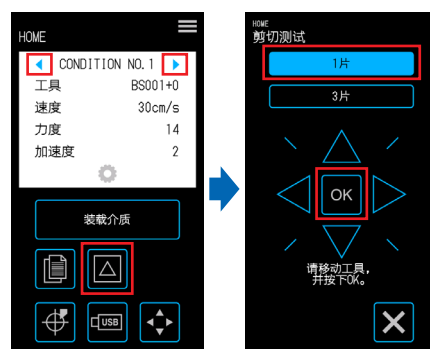 HOME
CONDITION NO.1
工具 BS001+0
速度 30cm/s
力度 14
加速度 2
装载介质
USB
HOME
剪切测试
1片
3片
OK
请移动工具，
并按下OK。